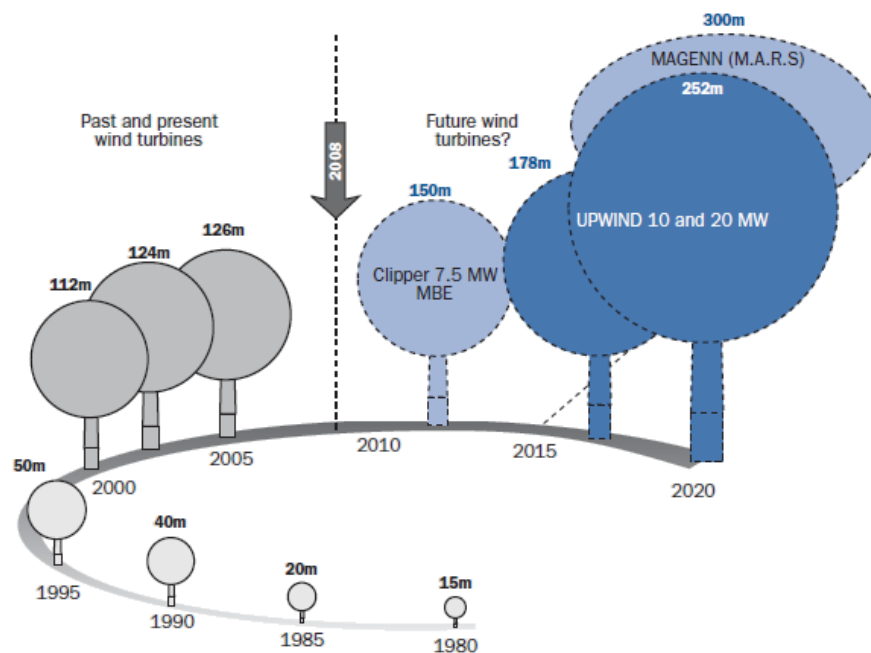 300m
MAGENN (M.A.R.S)
252m
Past and present
wind turbines
2008
Future wind
turbines?
178m
150m
UPWIND 10 and 20 MW
126m
124m
112m
Clipper 7.5 MW
MBE
2010
2005
2015
2000
2020
50m
40m
20m
15m
1995
1990
1985
1980